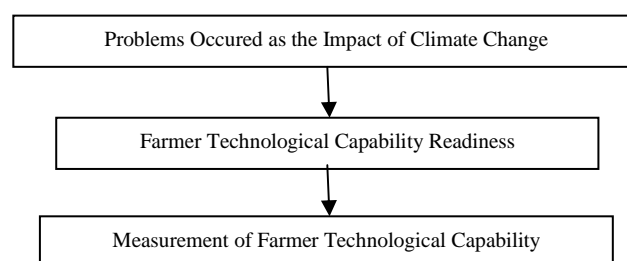 Problems Occured as the Impact of Climate Change
Farmer Technological Capability Readiness
Measurement of Farmer Technological Capability